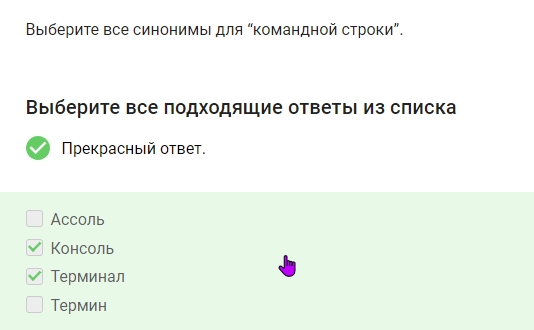 Выберите все синонимы для “командной строки”.
Выберите все подходящие ответы из списка
Прекрасный ответ.
Ассоль
Консоль
Терминал
Термин